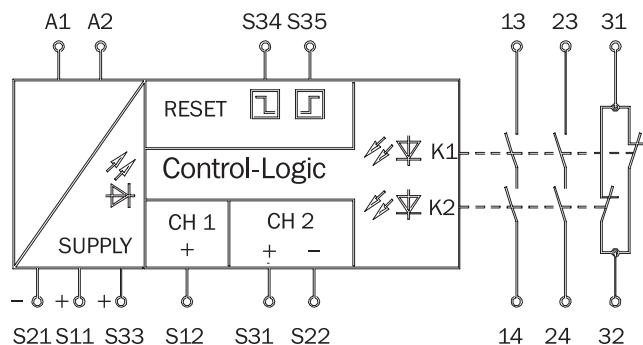 A1 A2 S34 S35 13 23 31
RESET
K1
Control-Logic
K2
CH 1 CH 2
SUPPLY + + −
− + +
S21 S11 S33 S12 S31 S22 14 24 32